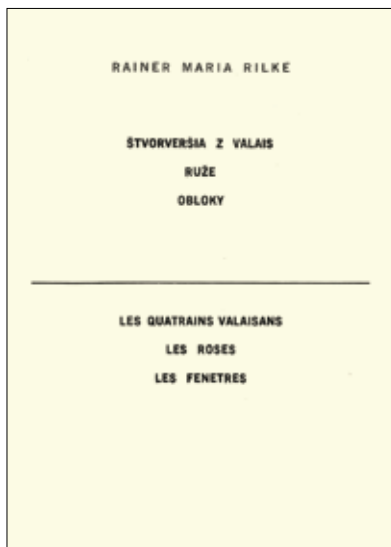 RAINER MARIA RILKE
ŠTVORVERŠIA Z VALAIS
RUŽE
OBLOKY
LES QUATRAINS VALAISANS
LES ROSES
LES FENETRES